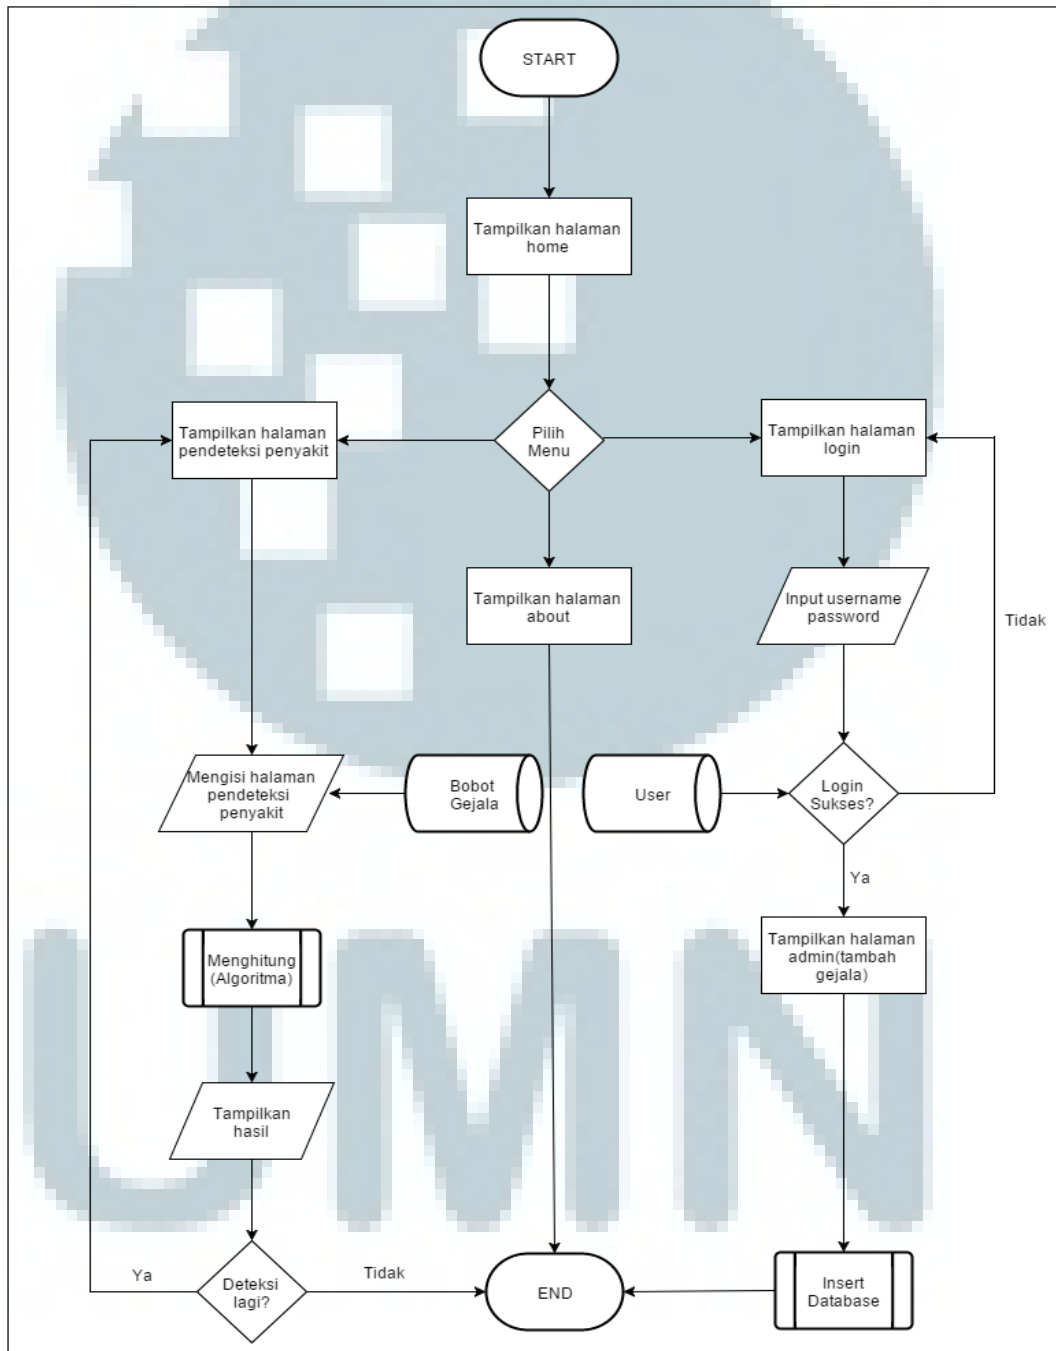 START
Tampilkan halaman
home
Pilih
Menu
Tampilkan halaman
pendeteksi penyakit
Tampilkan halaman
login
Tampilkan halaman
about
Input username
password
Tidak
Mengisi halaman
pendeteksi
penyakit
Bobot
Gejala
User
Login
Sukses?
Ya
Menghitung
(Algoritma)
Tampilkan halaman
admin(tambah
gejala)
Tampilkan
hasil
Deteksi
lagi?
Ya
Tidak
END
Insert
Database
UMN